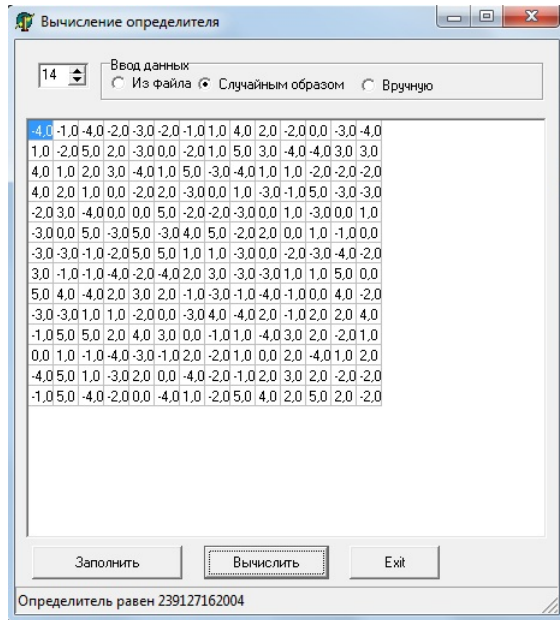 Вычисление определителя
14
Ввод данных
Из файла Случайным образом Вручную
-4,0 -1,0 -4,0 -2,0 -3,0 -2,0 -1,0 1,0 4,0 2,0 -2,0 0,0 -3,0 -4,0
1,0 -2,0 5,0 2,0 -3,0 0,0 -2,0 1,0 5,0 3,0 -4,0 -4,0 3,0 3,0
4,0 1,0 2,0 3,0 -4,0 1,0 5,0 -3,0 -4,0 1,0 1,0 -2,0 -2,0 -2,0
4,0 2,0 1,0 0,0 -2,0 2,0 -3,0 0,0 1,0 -3,0 -1,0 5,0 -3,0 -3,0
-2,0 3,0 -4,0 0,0 0,0 5,0 -2,0 -2,0 -3,0 0,0 1,0 -3,0 0,0 1,0
-3,0 0,0 5,0 -3,0 5,0 -3,0 4,0 5,0 -2,0 2,0 0,0 1,0 -1,0 0,0
-3,0 -3,0 -1,0 -2,0 5,0 5,0 1,0 1,0 -3,0 0,0 -2,0 -3,0 -4,0 -2,0
3,0 -1,0 -1,0 -4,0 -2,0 -4,0 2,0 3,0 -3,0 -3,0 1,0 1,0 5,0 0,0
5,0 4,0 -4,0 2,0 3,0 2,0 -1,0 -3,0 -1,0 -4,0 -1,0 0,0 4,0 -2,0
-3,0 -3,0 1,0 1,0 -2,0 0,0 -3,0 4,0 -4,0 2,0 -1,0 2,0 2,0 4,0
-1,0 5,0 5,0 2,0 4,0 3,0 0,0 -1,0 1,0 -4,0 3,0 2,0 -2,0 1,0
0,0 1,0 -1,0 -4,0 -3,0 -1,0 2,0 -2,0 1,0 0,0 2,0 -4,0 1,0 2,0
-4,0 5,0 1,0 -3,0 2,0 0,0 -4,0 -2,0 -1,0 2,0 3,0 2,0 -2,0 -2,0
-1,0 5,0 -4,0 -2,0 0,0 -4,0 1,0 -2,0 5,0 4,0 2,0 5,0 2,0 -2,0
Заполнить Вычислить Exit
Определитель равен 239127162004